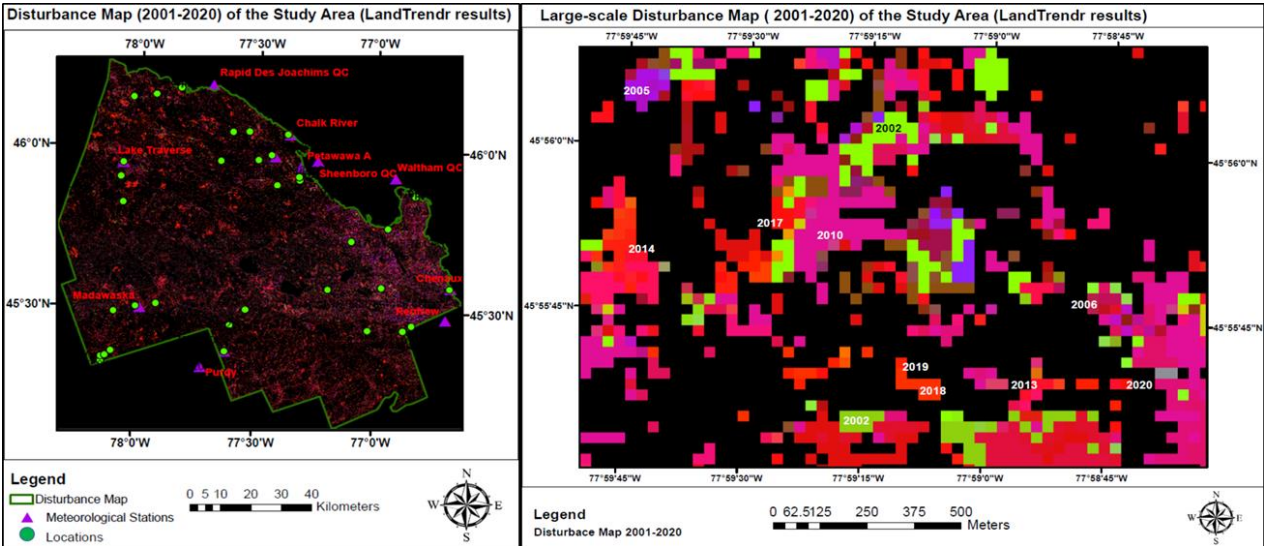 Disturbance Map (2001-2020) of the Study Area (LandTrendr results)
78°0'W 77°30'W 77°0'W
Rapid Des Joachims QC
Chalk River
46°0'N
Lake Traverse
Petawawa A
46°0'N
Sheenboro QC
Waltham QC
##
Chenaux
45°30'N
Madawaska
Renfrew
45°30'N
Purdy
78°0'W 77°30'W 77°0'W
Legend
Disturbance Map
Meteorological Stations
Locations
0 5 10 20 30 40
Kilometers
N
W E
S
Large-scale Disturbance Map ( 2001-2020) of the Study Area (LandTrendr results)
77°59'45"W 77°59'30"W 77°59'15"W 77°59'0"W 77°58'45"W
2005
2002
45°56'0"N
45°56'0"N
2017
2010
2014
45°55'45"N
2006
45°55'45"N
2019
2018
2013
2020
2002
77°59'45"W 77°59'30"W 77°59'15"W 77°59'0"W 77°58'45"W
Legend
Disturbace Map 2001-2020
0 62.5125 250 375 500
Meters
N
W E
S